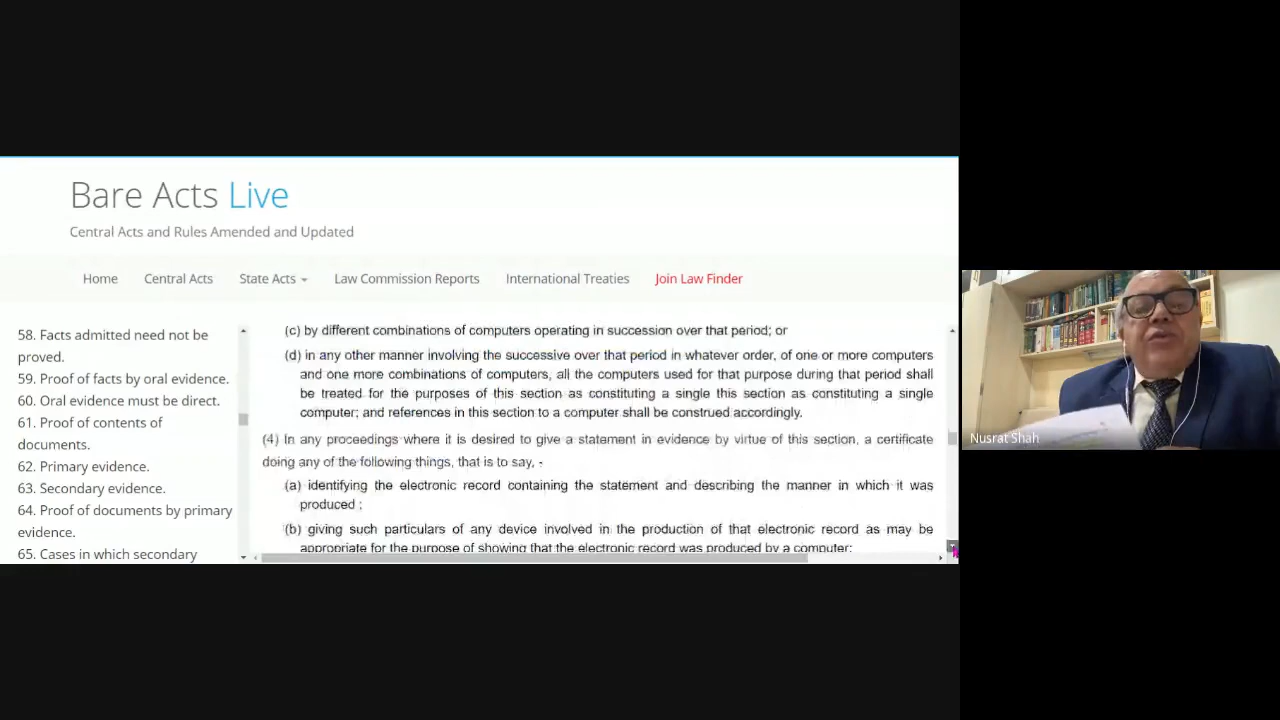 Bare Acts Live
Central Acts and Rules Amended and Updated
Home
Central Acts
State Acts
Law Commission Reports
International Treaties
Join Law Finder
58. Facts admitted need not be
proved.
59. Proof of facts by oral evidence.
60. Oral evidence must be direct.
61. Proof of contents of
documents.
62. Primary evidence.
63. Secondary evidence.
64. Proof of documents by primary
evidence.
65. Cases in which secondary
(c) by different combinations of computers operating in succession over that period; or
(d) in any other manner involving the successive over that period in whatever order, of one or more computers
and one more combinations of computers, all the computers used for that purpose during that period shall
be treated for the purposes of this section as constituting a single this section as constituting a single
computer; and references in this section to a computer shall be construed accordingly.
(4) In any proceedings where it is desired to give a statement in evidence by virtue of this section, a certificate
doing any of the following things, that is to say, -
(a) identifying the electronic record containing the statement and describing the manner in which it was
produced ;
(b) giving such particulars of any device involved in the production of that electronic record as may be
appropriate for the purpose of showing that the electronic record was produced by a computer;
Nusrat Shah